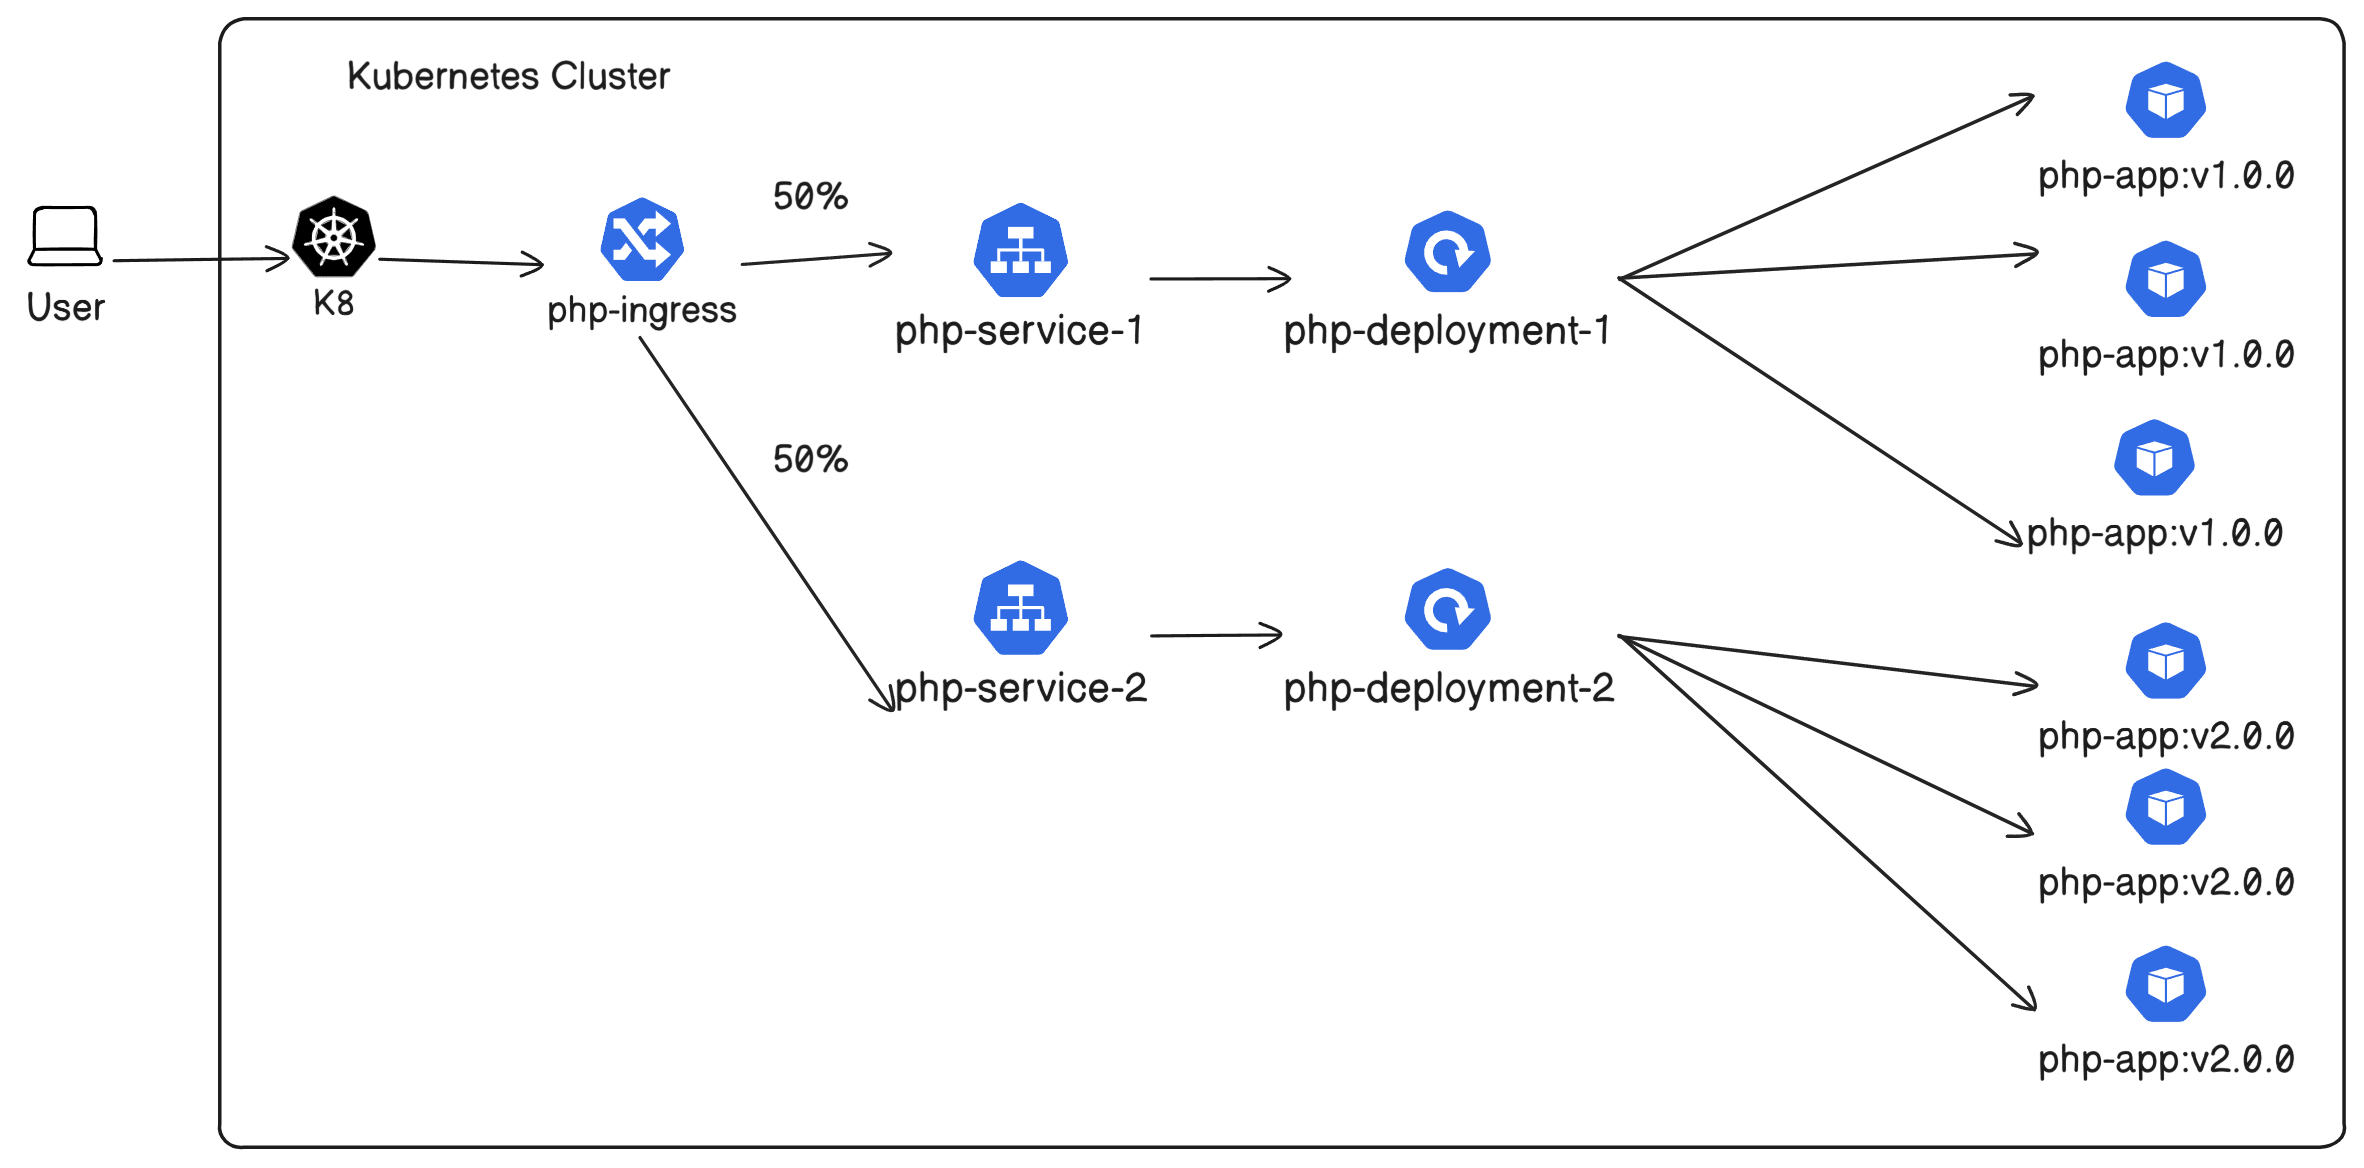 Kubernetes Cluster
User
K8
php-ingress
50%
50%
php-service-1
php-deployment-1
php-app:v1.0.0
php-app:v1.0.0
php-app:v1.0.0
php-service-2
php-deployment-2
php-app:v2.0.0
php-app:v2.0.0
php-app:v2.0.0